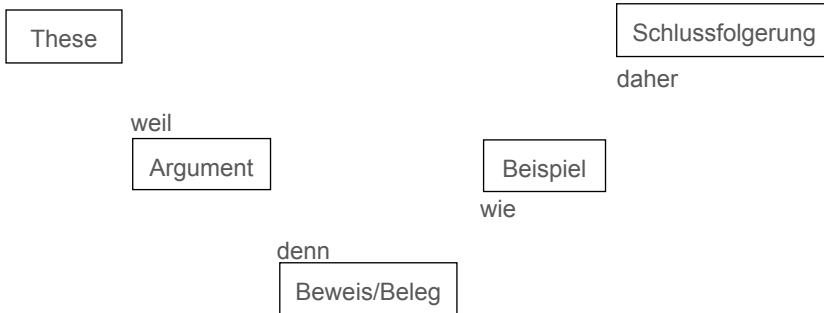 These
Schlussfolgerung
daher
weil
Argument
Beispiel
wie
denn
Beweis/Beleg